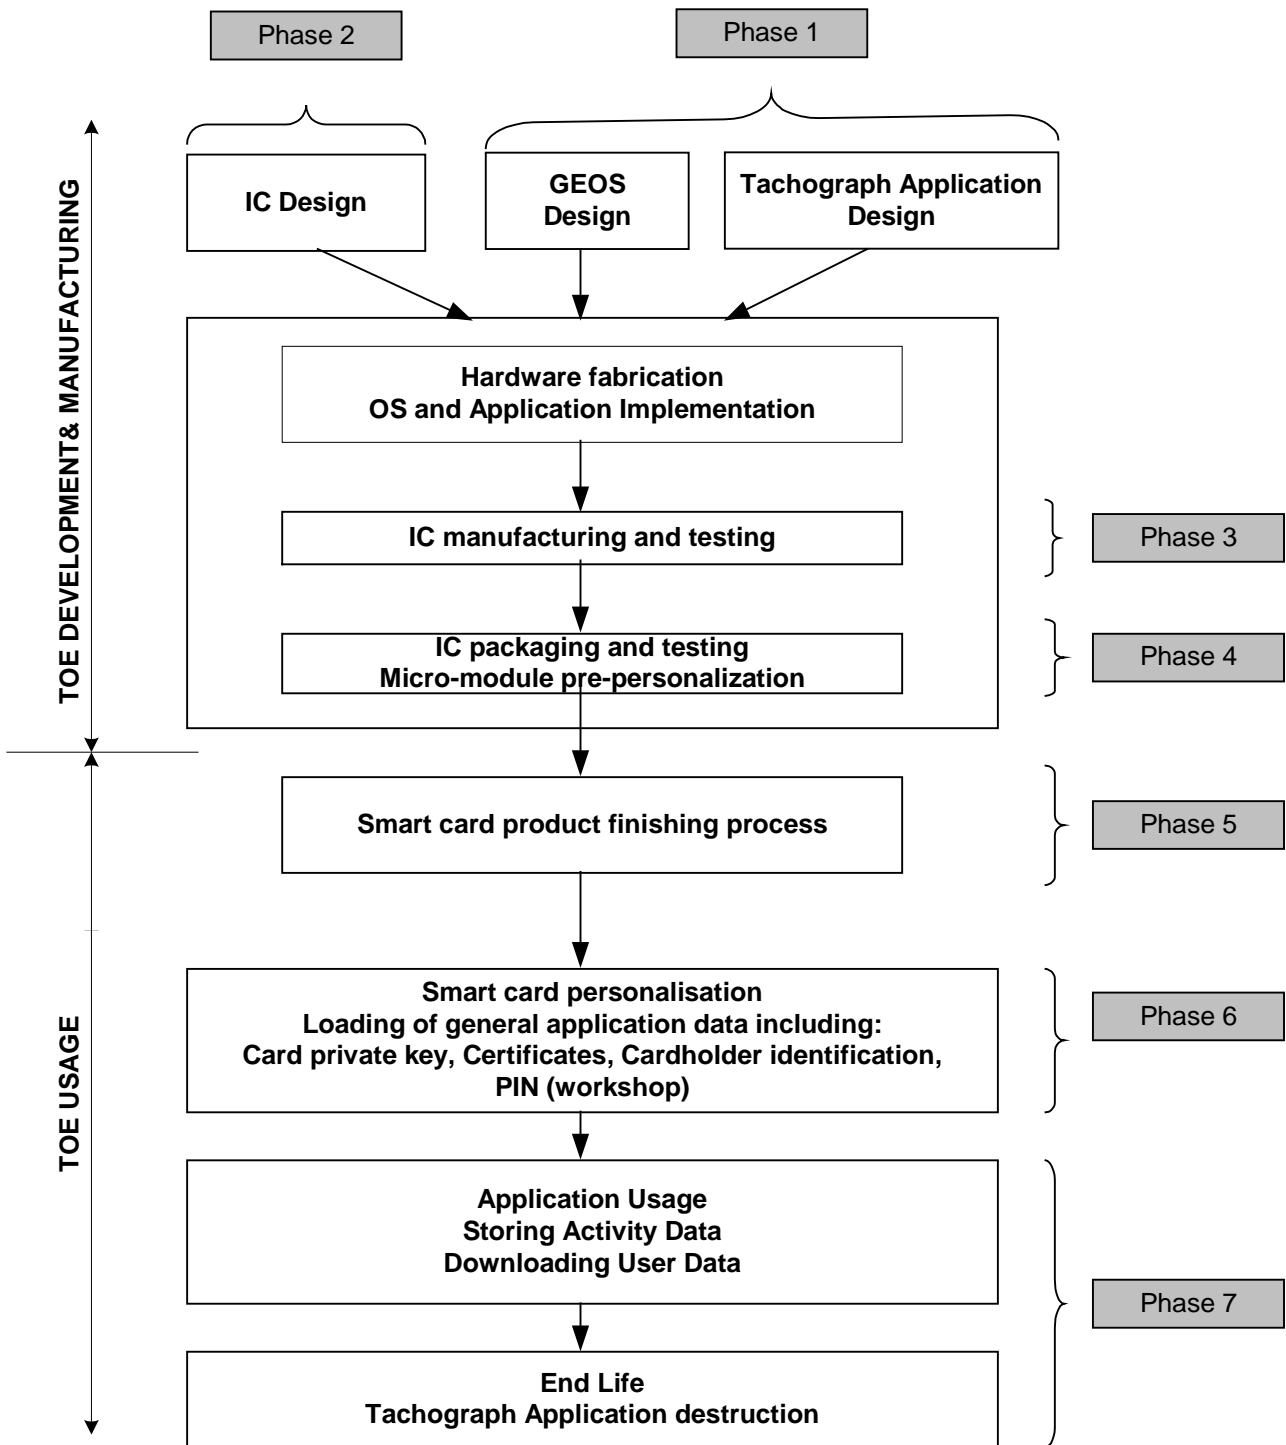 Phase 2
Phase 1
TOE DEVELOPMENT& MANUFACTURING
IC Design
GEOS
Design
Tachograph Application
Design
Hardware fabrication
OS and Application Implementation
IC manufacturing and testing
Phase 3
IC packaging and testing
Micro-module pre-personalization
Phase 4
Smart card product finishing process
Phase 5
TOE USAGE
Smart card personalisation
Loading of general application data including:
Card private key, Certificates, Cardholder identification,
PIN (workshop)
Phase 6
Application Usage
Storing Activity Data
Downloading User Data
Phase 7
End Life
Tachograph Application destruction